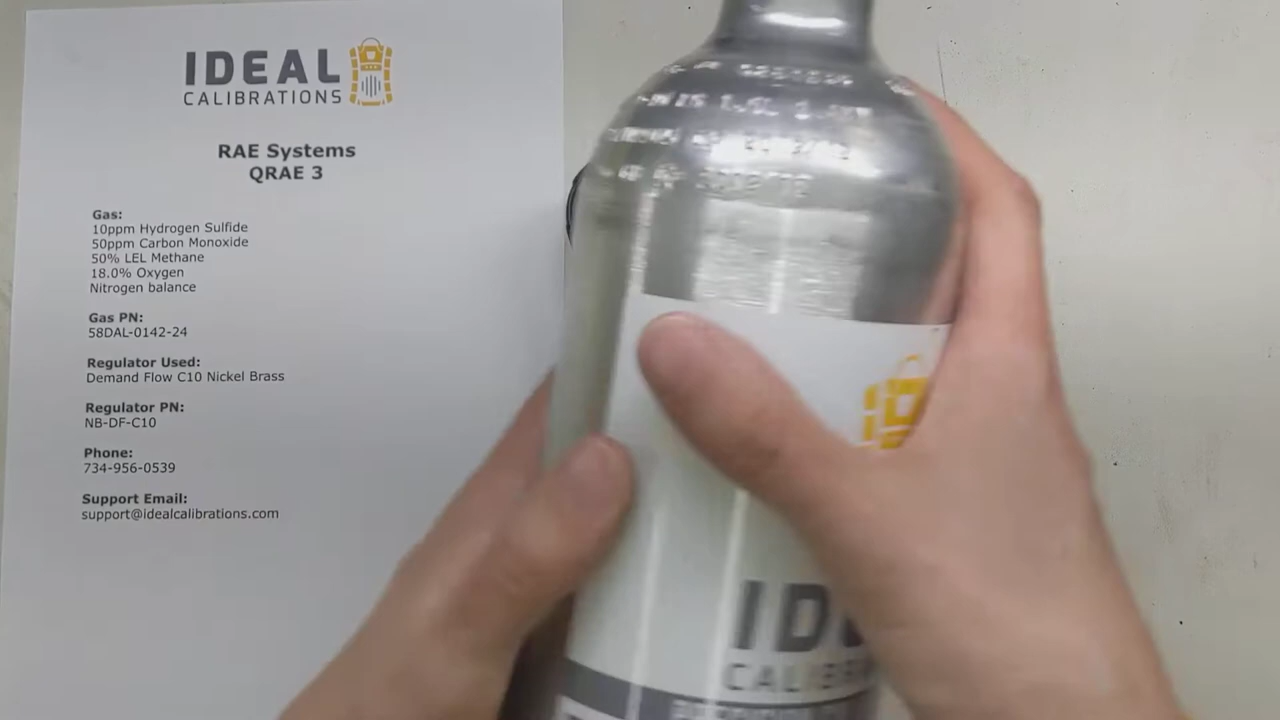 IDEAL
CALIBRATIONS
RAE Systems
QRAE 3
Gas:
10ppm Hydrogen Sulfide
50ppm Carbon Monoxide
50% LEL Methane
18.0% Oxygen
Nitrogen balance
Gas PN:
58DAL-0142-24
Regulator Used:
Demand Flow C10 Nickel Brass
Regulator PN:
NB-DF-C10
Phone:
734-956-0539
Support Email:
support@idealcalibrations.com